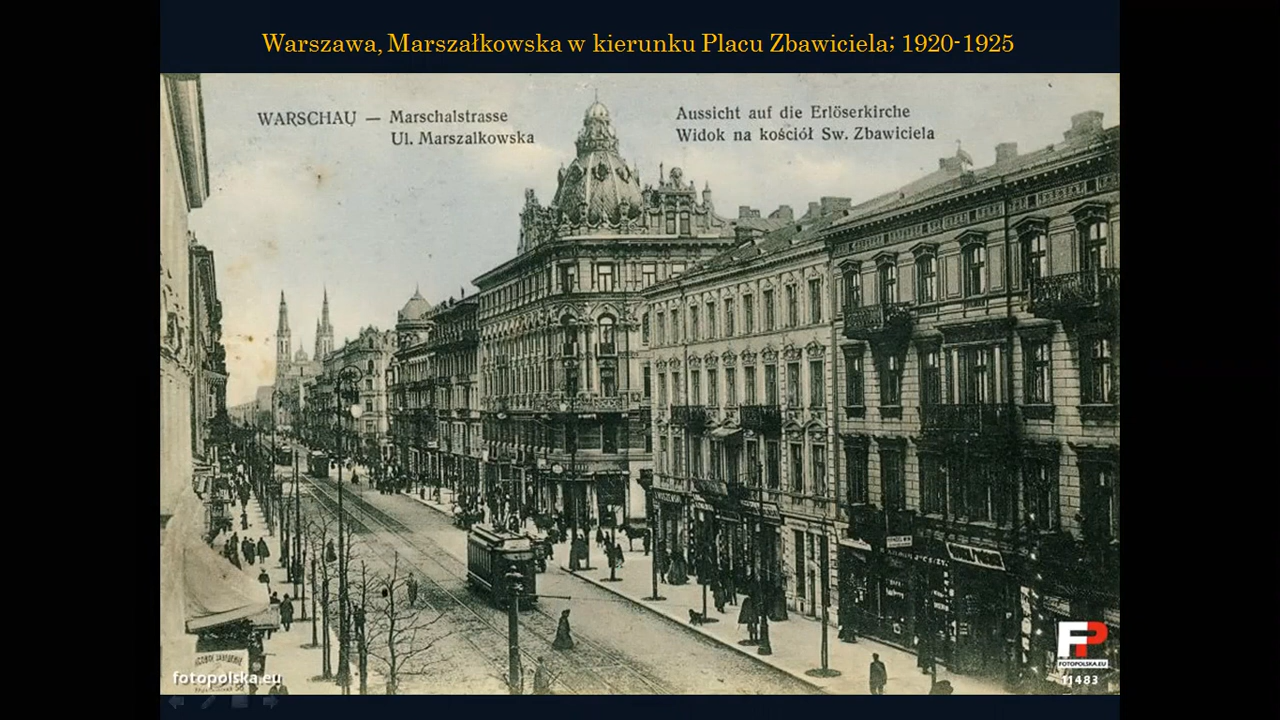 Warszawa, Marszałkowska w kierunku Placu Zbawiciela; 1920-1925
WARSCHAU — Marschalstrasse
Ul. Marszalkowska
Aussicht auf die Erlöserkirche
Widok na kościół Sw. Zbawiciela
fotopolska.eu
FP
FOTOPOLSKA.EU
11483